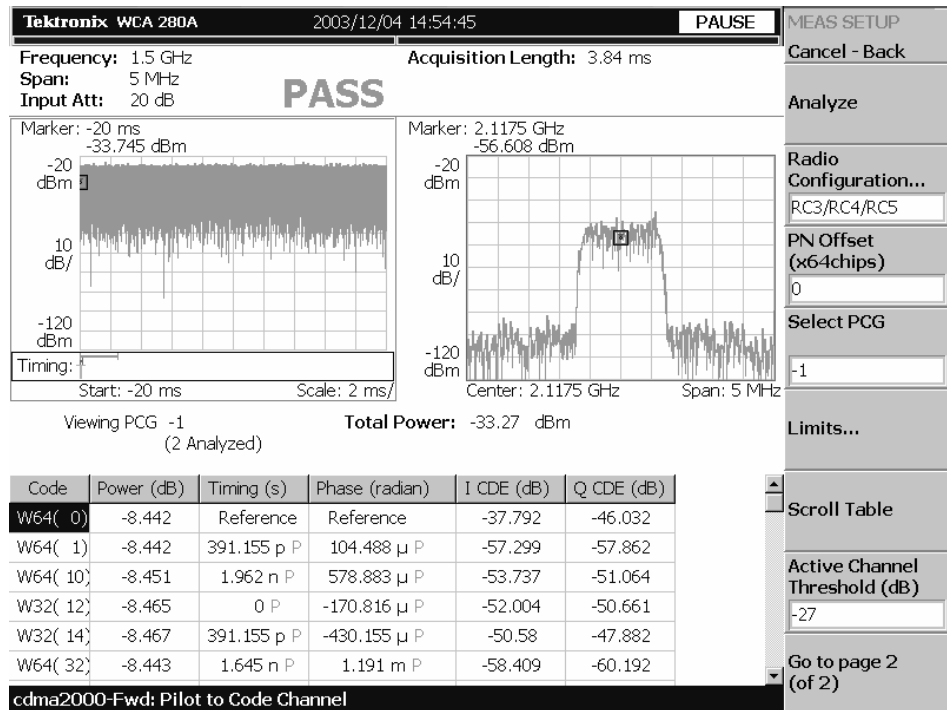 Tektronix WCA 280A 2003/12/04 14:54:45 PAUSE
Frequency: 1.5 GHz Acquisition Length: 3.84 ms
Span: 5 MHz
Input Att: 20 dB
PASS
Marker: -20 ms
-33.745 dBm
-20
dBm
10
dB/
-120
dBm
Timing:
Start: -20 ms Scale: 2 ms/
Marker: 2.1175 GHz
-56.608 dBm
-20
dBm
10
dB/
-120
dBm
Center: 2.1175 GHz Span: 5 MHz
Viewing PCG -1 Total Power: -33.27 dBm
(2 Analyzed)
Code Power (dB) Timing (s) Phase (radian) I CDE (dB) Q CDE (dB)
W64( 0) -8.442 Reference Reference -37.792 -46.032
W64( 1) -8.442 391.155 p P 104.488 µ P -57.299 -57.862
W64( 10) -8.451 1.962 n P 578.883 µ P -53.737 -51.064
W32( 12) -8.465 0 P -170.816 µ P -52.004 -50.661
W32( 14) -8.467 391.155 p P -430.155 µ P -50.58 -47.882
W64( 32) -8.443 1.645 n P 1.191 m P -58.409 -60.192
cdma2000-Fwd: Pilot to Code Channel
MEAS SETUP
Cancel - Back
Analyze
Radio
Configuration...
RC3/RC4/RC5
PN Offset
(x64chips)
0
Select PCG
-1
Limits...
Scroll Table
Active Channel
Threshold (dB)
-27
Go to page 2
(of 2)